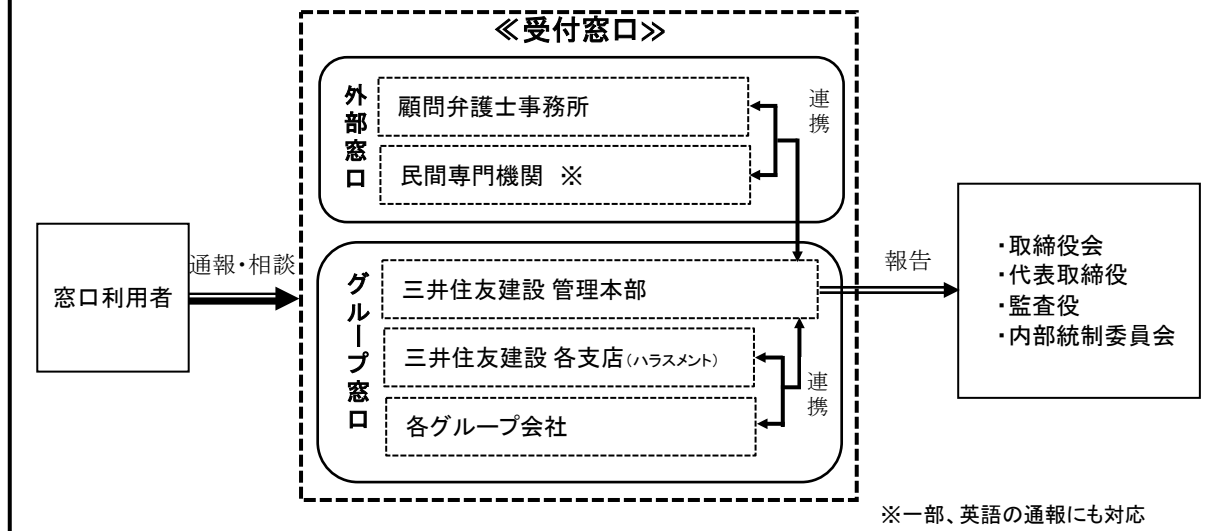 ≪受付窓口≫
外部窓口
顧問弁護士事務所
民間専門機関 ※
連携
窓口利用者
通報・相談
グループ窓口
三井住友建設 管理本部
三井住友建設 各支店(ハラスメント)
各グループ会社
連携
報告
・取締役会
・代表取締役
・監査役
・内部統制委員会
※一部、英語の通報にも対応